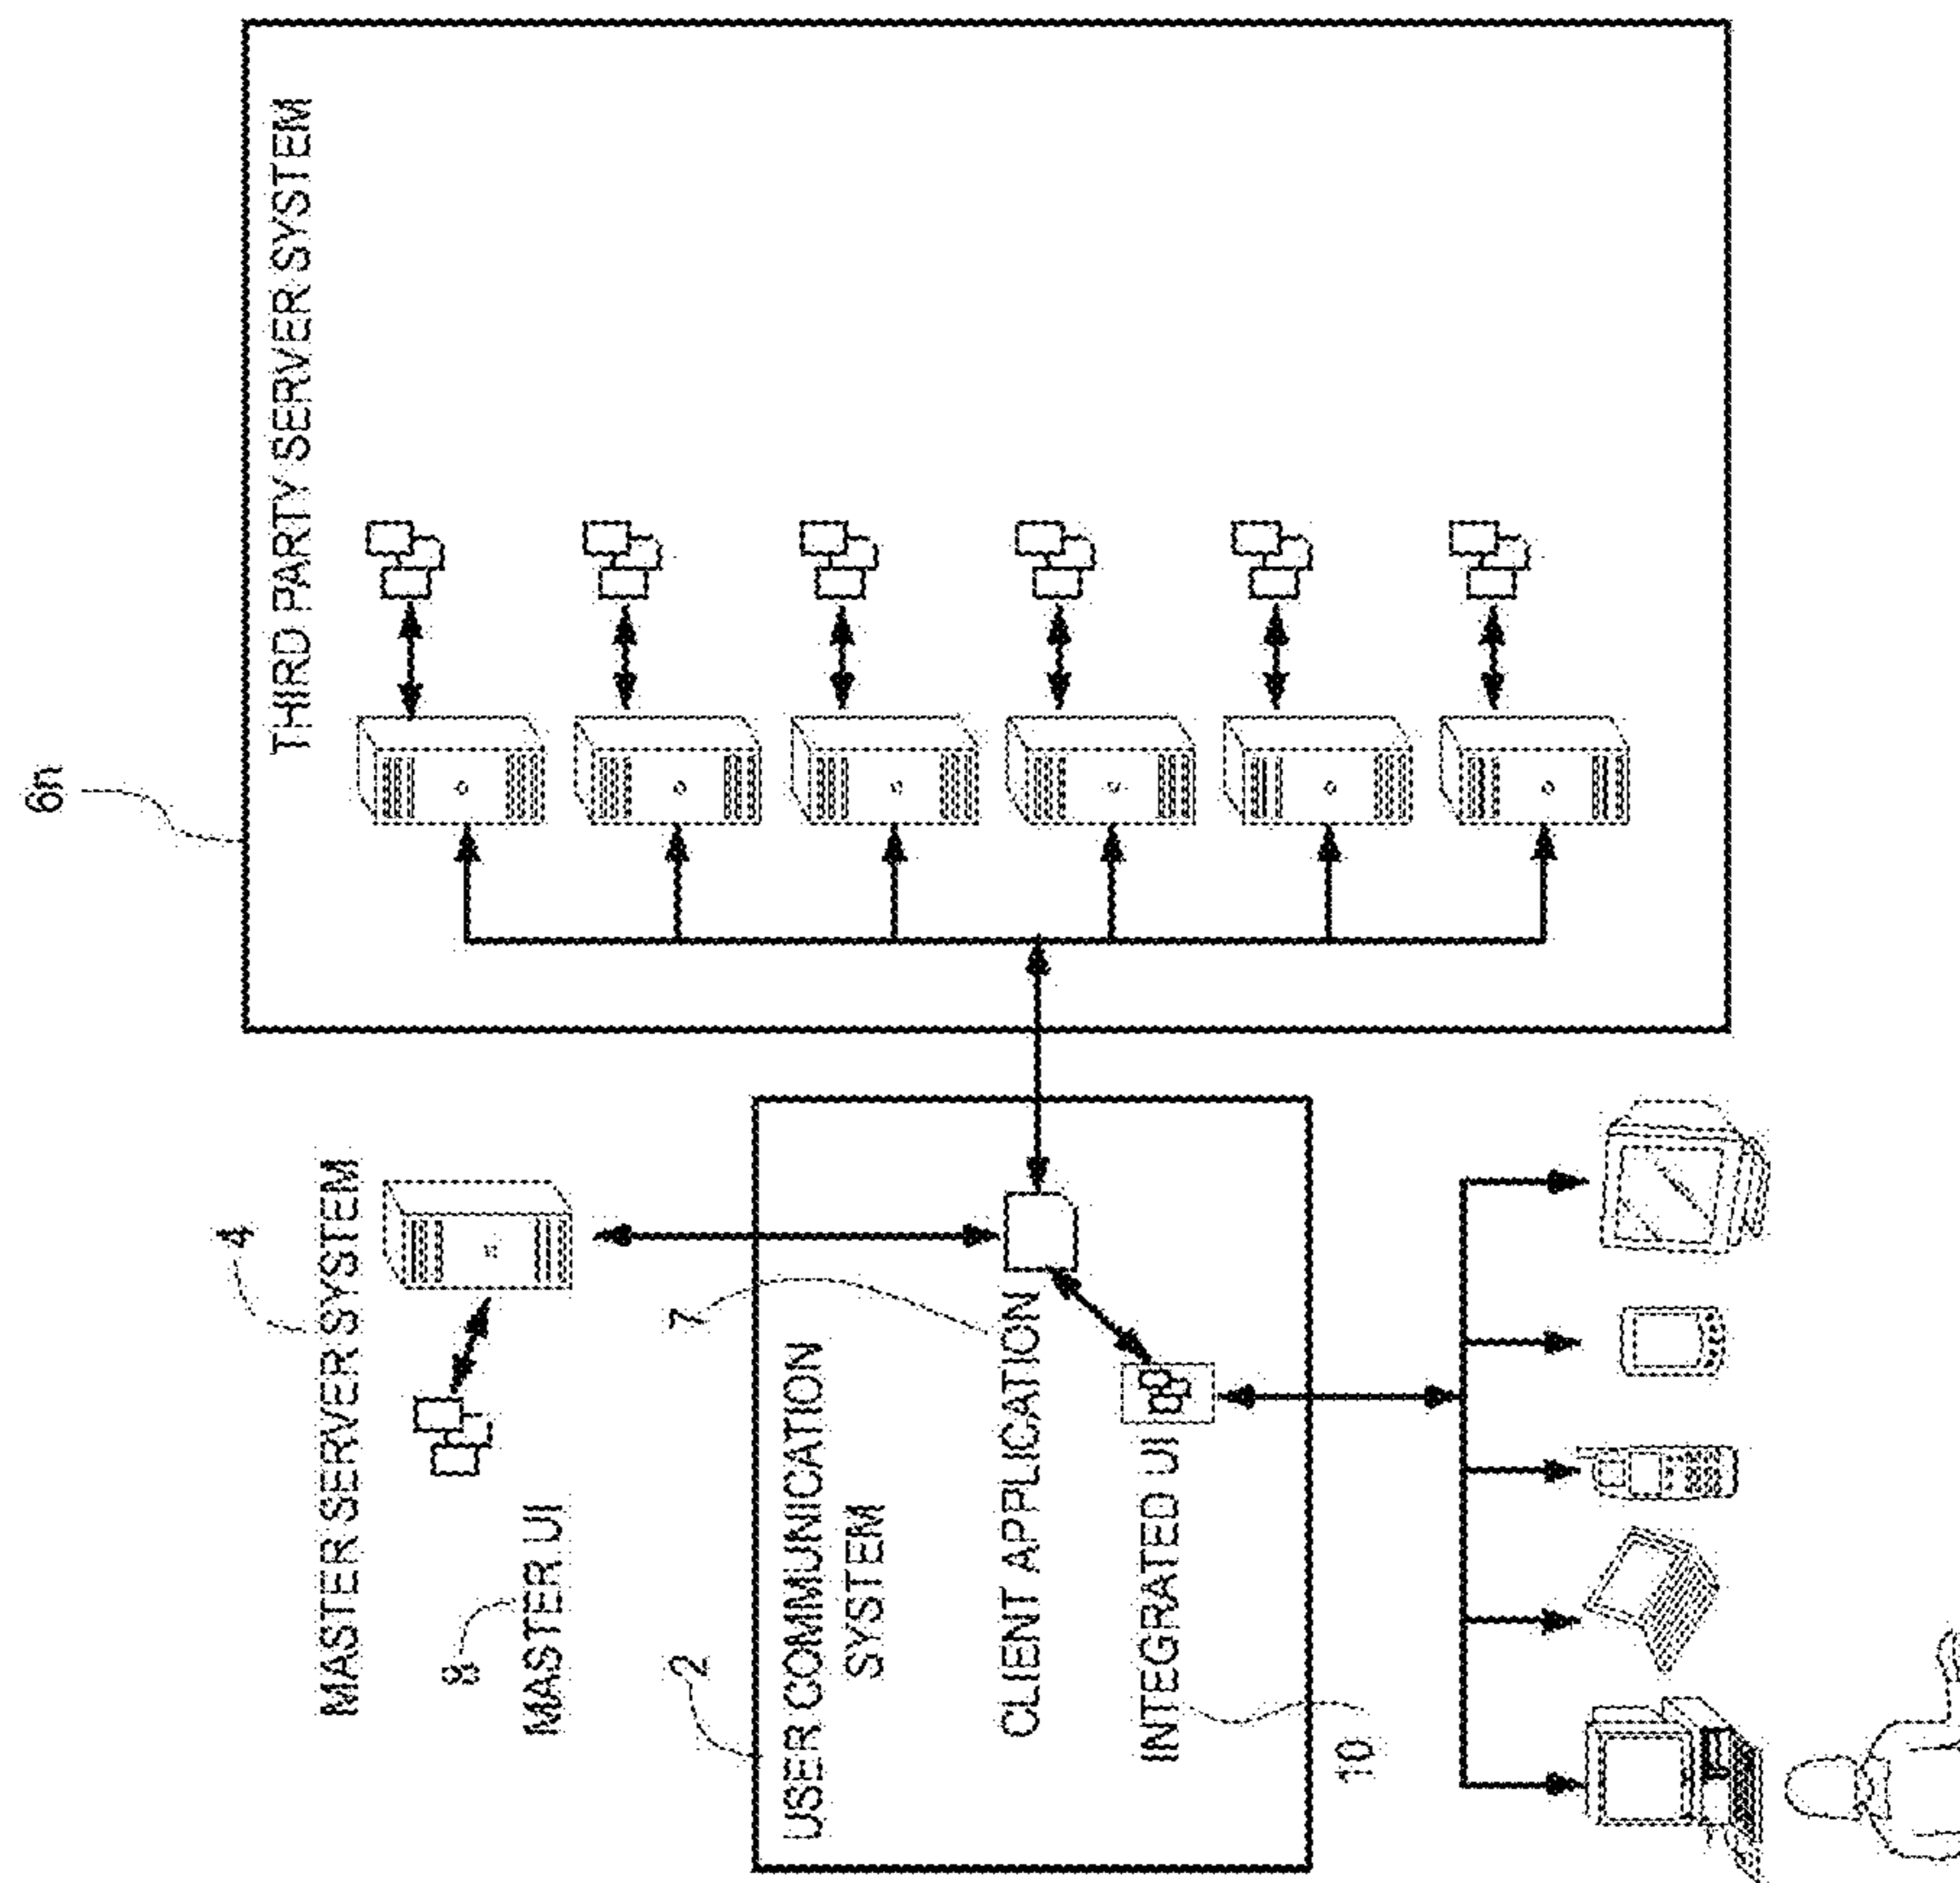 6n
THIRD PARTY SERVER SYSTEM
4
MASTER SERVER SYSTEM
8
MASTER UI
7
2
USER COMMUNICATION
SYSTEM
CLIENT APPLICATION
INTEGRATED UI
10